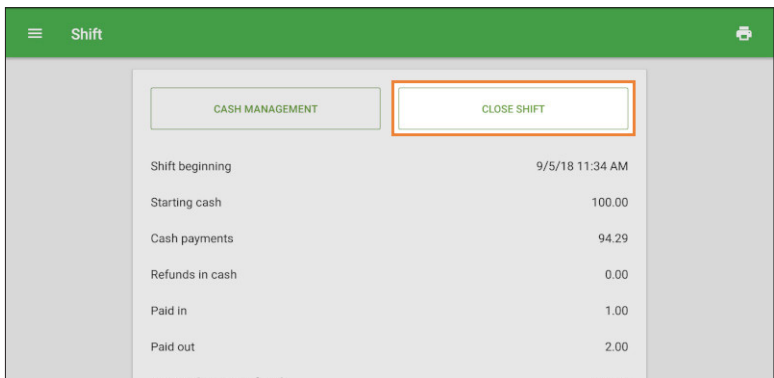 Shift
CASH MANAGEMENT CLOSE SHIFT
Shift beginning 9/5/18 11:34 AM
Starting cash 100.00
Cash payments 94.29
Refunds in cash 0.00
Paid in 1.00
Paid out 2.00